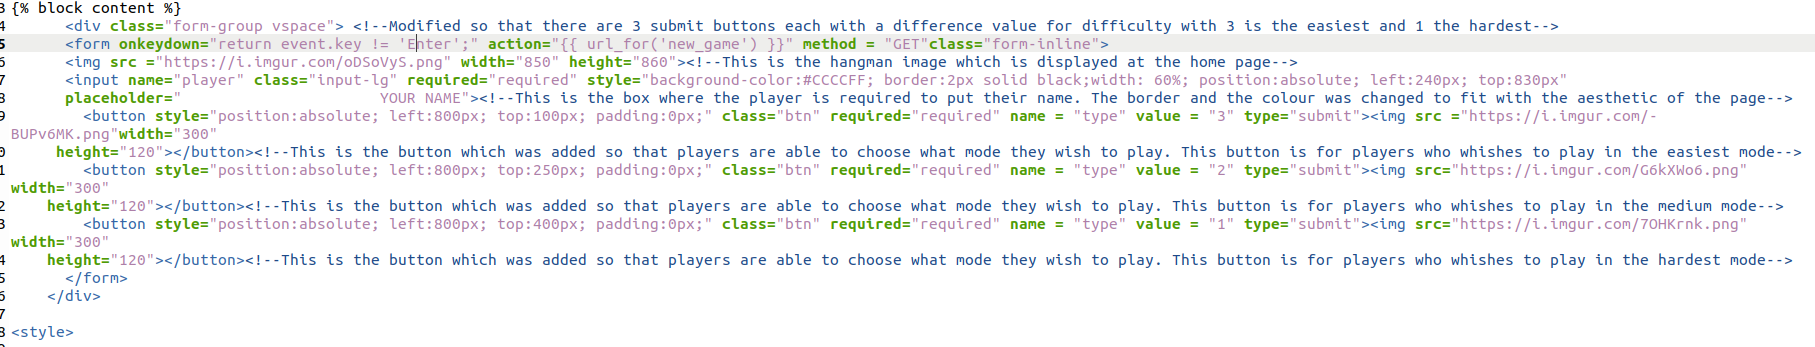 3 {% block content %}
4 <div class="form-group vspace"> <!--Modified so that there are 3 submit buttons each with a difference value for difficulty with 3 is the easiest and 1 the hardest-->
5 <form onkeydown="return event.key != 'Enter';" action="{{ url_for('new_game') }}" method = "GET"class="form-inline">
6 <img src ="https://i.imgur.com/oDSoVyS.png" width="850" height="860"><!--This is the hangman image which is displayed at the home page-->
7 <input name="player" class="input-lg" required="required" style="background-color:#CCCCFF; border:2px solid black;width: 60%; position:absolute; left:240px; top:830px"
8 placeholder=" YOUR NAME"><!--This is the box where the player is required to put their name. The border and the colour was changed to fit with the aesthetic of the page-->
9 <button style="position:absolute; left:800px; top:100px; padding:0px;" class="btn" required="required" name = "type" value = "3" type="submit"><img src ="https://i.imgur.com/-
BUPv6MK.png"width="300"
0 height="120"></button><!--This is the button which was added so that players are able to choose what mode they wish to play. This button is for players who whishes to play in the easiest mode-->
1 <button style="position:absolute; left:800px; top:250px; padding:0px;" class="btn" required="required" name = "type" value = "2" type="submit"><img src="https://i.imgur.com/G6kXWo6.png"
width="300"
2 height="120"></button><!--This is the button which was added so that players are able to choose what mode they wish to play. This button is for players who whishes to play in the medium mode-->
3 <button style="position:absolute; left:800px; top:400px; padding:0px;" class="btn" required="required" name = "type" value = "1" type="submit"><img src="https://i.imgur.com/7OHKrnk.png"
width="300"
4 height="120"></button><!--This is the button which was added so that players are able to choose what mode they wish to play. This button is for players who whishes to play in the hardest mode-->
5 </form>
6 </div>
7
8 <style>